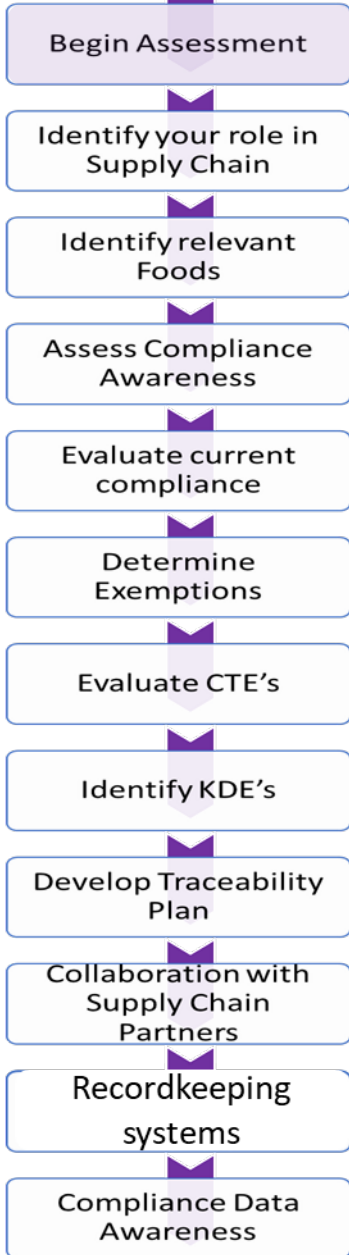 Begin Assessment
Identify your role in
Supply Chain
Identify relevant
Foods
Assess Compliance
Awareness
Evaluate current
compliance
Determine
Exemptions
Evaluate CTE's
Identify KDE's
Develop Traceability
Plan
Collaboration with
Supply Chain
Partners
Recordkeeping
systems
Compliance Data
Awareness